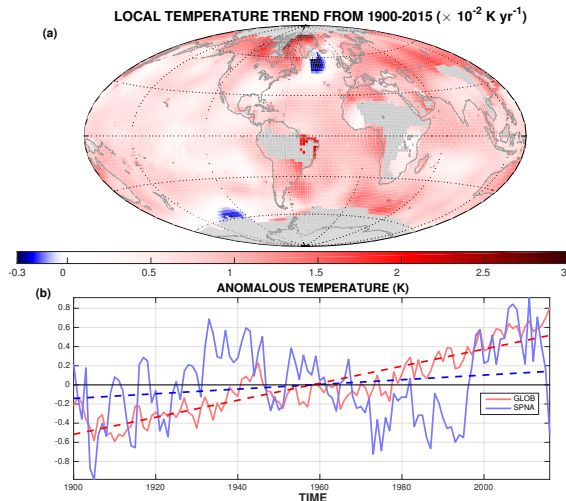 LOCAL TEMPERATURE TREND FROM 1900-2015 (× 10-2 K yr-1)
(a)
-0.3 0 0.5 1 1.5 2 2.5 3
(b)
ANOMALOUS TEMPERATURE (K)
0.8
0.6
0.4
0.2
0
-0.2
-0.4
-0.6
-0.8
GLOB
SPNA
1900 1920 1940 1960 1980 2000
TIME